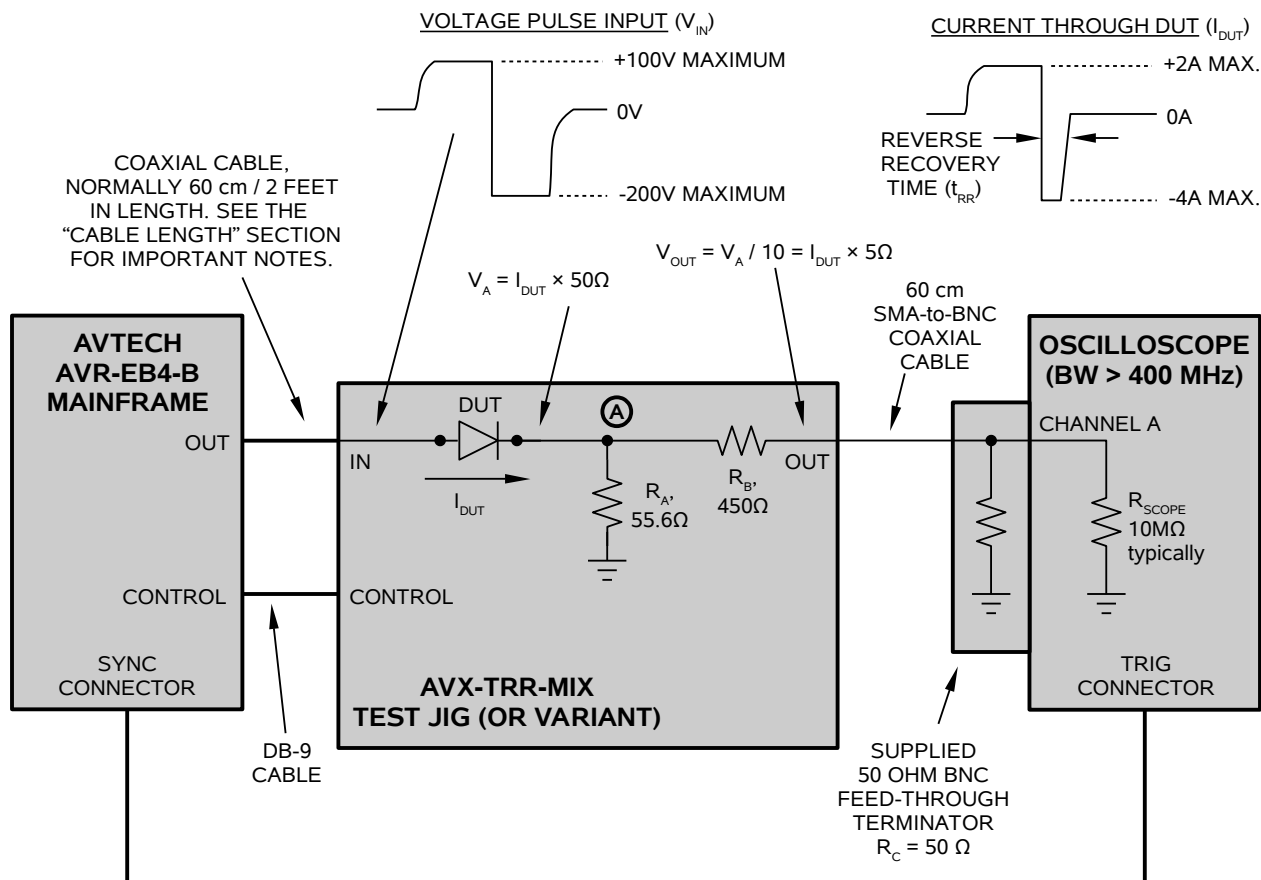 VOLTAGE PULSE INPUT (V_IN)
+100V MAXIMUM
0V
-200V MAXIMUM
CURRENT THROUGH DUT (I_DUT)
+2A MAX.
0A
REVERSE
RECOVERY
TIME (t_RR)
-4A MAX.
COAXIAL CABLE,
NORMALLY 60 cm / 2 FEET
IN LENGTH. SEE THE
“CABLE LENGTH” SECTION
FOR IMPORTANT NOTES.
V_A = I_DUT × 50Ω
V_OUT = V_A / 10 = I_DUT × 5Ω
60 cm
SMA-to-BNC
COAXIAL
CABLE
AVTECH
AVR-EB4-B
MAINFRAME
OUT
CONTROL
SYNC
CONNECTOR
DB-9
CABLE
IN
DUT
I_DUT
A
R_A,
55.6Ω
R_B,
450Ω
OUT
CONTROL
AVX-TRR-MIX
TEST JIG (OR VARIANT)
OSCILLOSCOPE
(BW > 400 MHz)
CHANNEL A
R_SCOPE
10MΩ
typically
TRIG
CONNECTOR
SUPPLIED
50 OHM BNC
FEED-THROUGH
TERMINATOR
R_C = 50 Ω